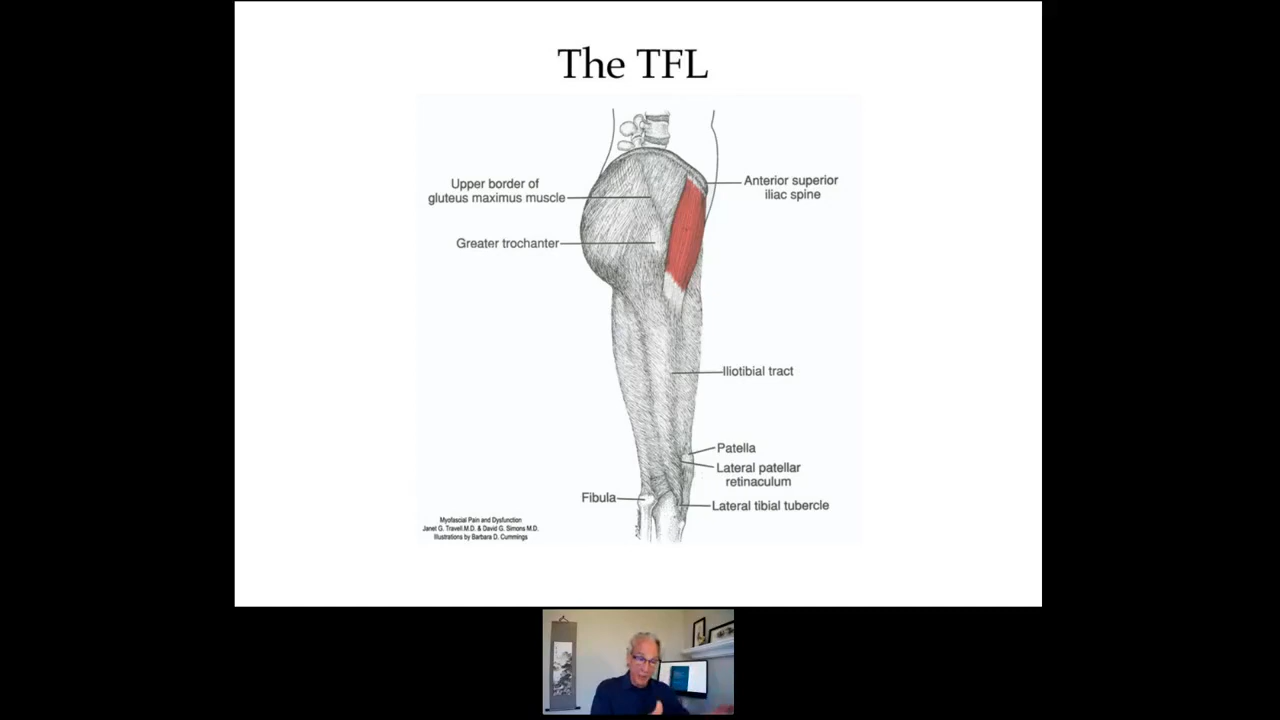 The TFL
Upper border of
gluteus maximus muscle
Anterior superior
iliac spine
Greater trochanter
Iliotibial tract
Patella
Lateral patellar
retinaculum
Fibula
Lateral tibial tubercle
Myofascial Pain and Dysfunction
Janet G. Travell M.D. & David G. Simons M.D.
Illustrations by Barbara D. Cummings